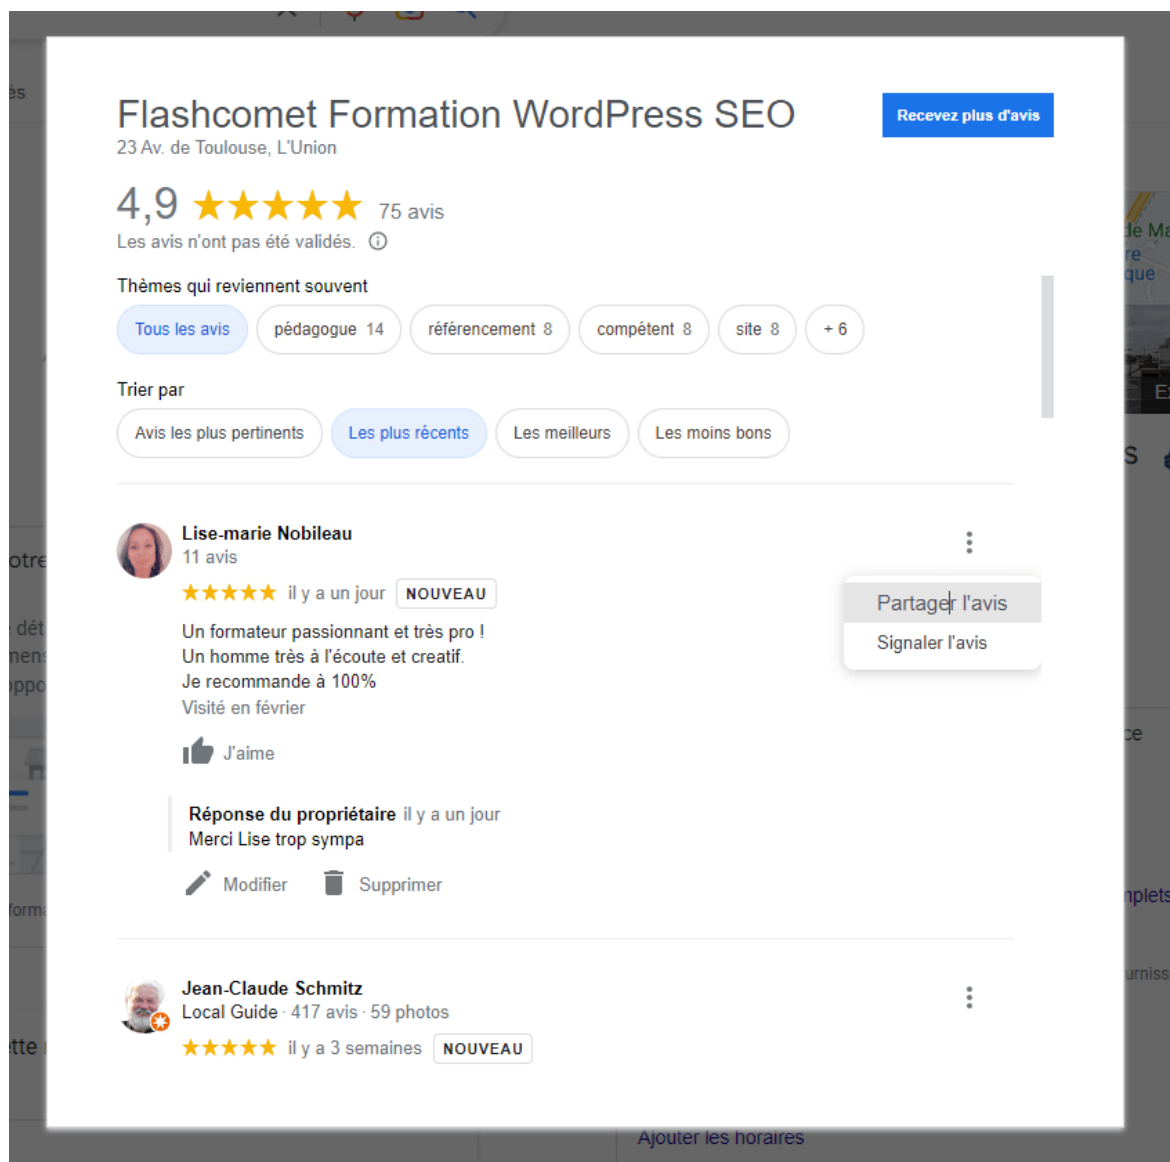 Flashcomet Formation WordPress SEO
Recevez plus d'avis
23 Av. de Toulouse, L'Union
4,9 75 avis
Les avis n'ont pas été validés.
Thèmes qui reviennent souvent
Tous les avis pédagogue 14 référencement 8 compétent 8 site 8 + 6
Trier par
Avis les plus pertinents Les plus récents Les meilleurs Les moins bons
Lise-marie Nobileau
11 avis
il y a un jour NOUVEAU
Partager l'avis
Signaler l'avis
Un formateur passionnant et très pro !
Un homme très à l'écoute et creatif.
Je recommande à 100%
Visité en février
J'aime
Réponse du propriétaire il y a un jour
Merci Lise trop sympa
Modifier Supprimer
Jean-Claude Schmitz
Local Guide · 417 avis · 59 photos
il y a 3 semaines NOUVEAU
Ajouter les horaires